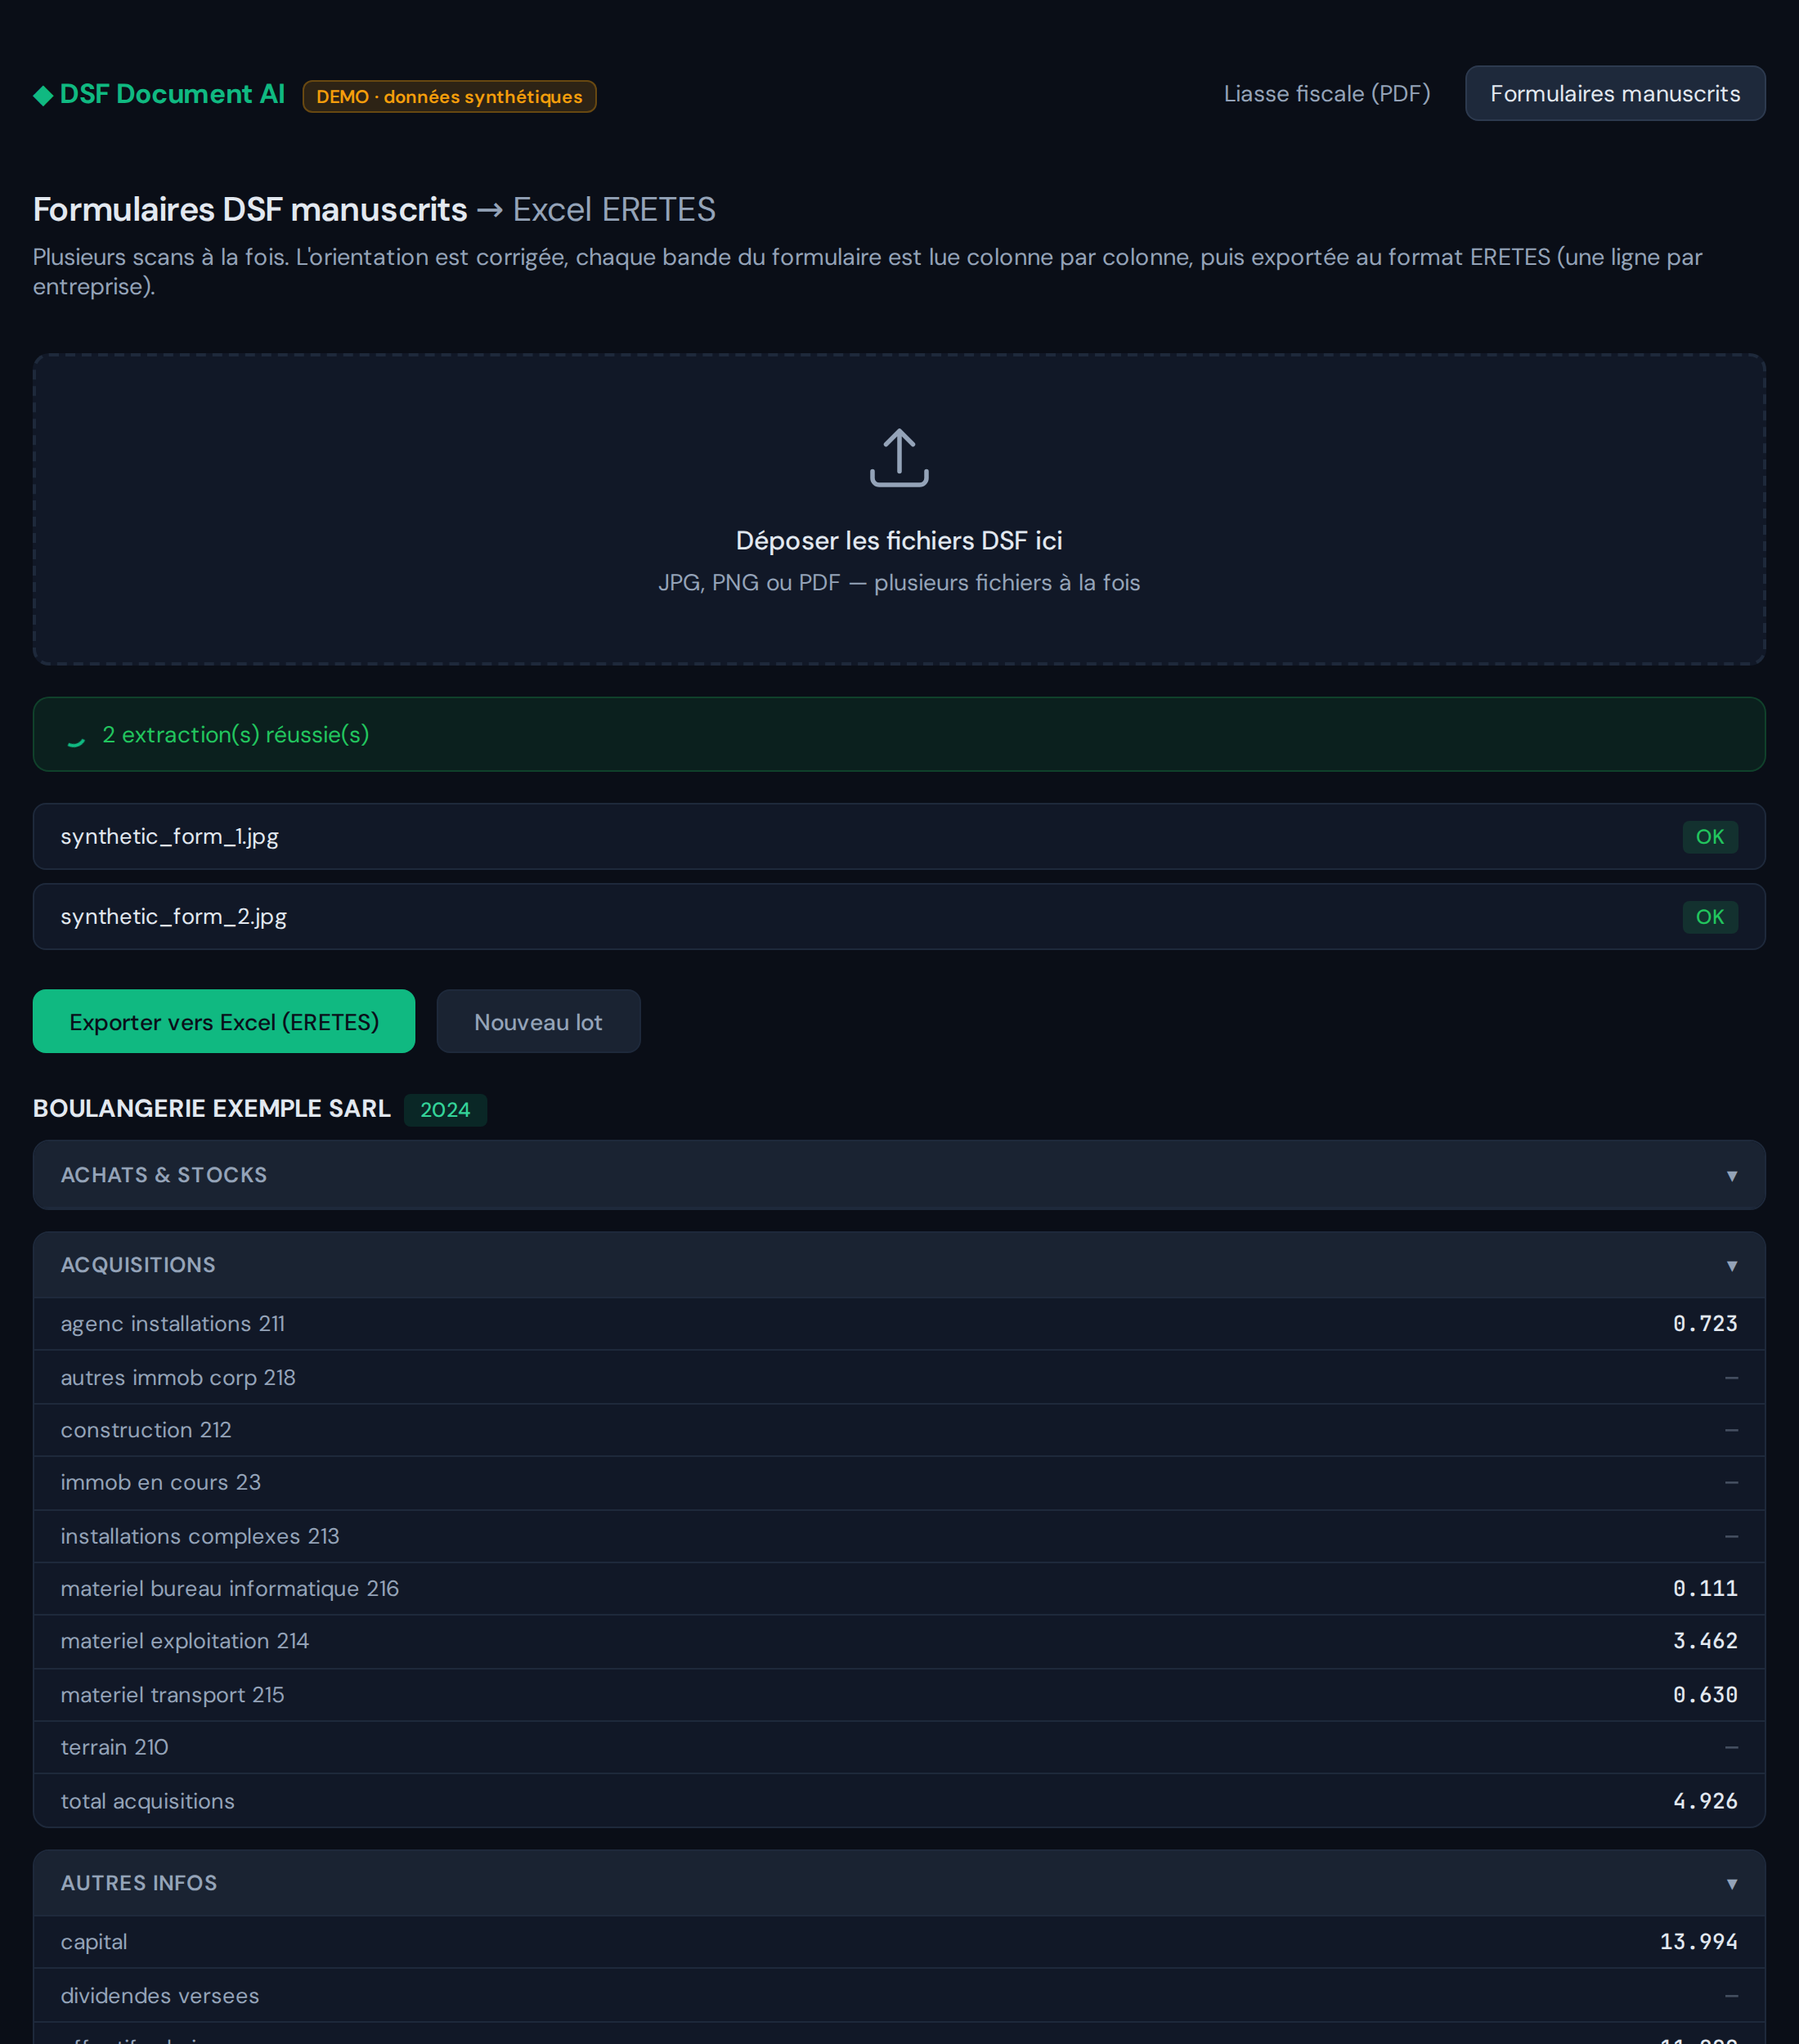 ◆ DSF Document AI DEMO · données synthétiques Liasse fiscale (PDF) Formulaires manuscrits
Formulaires DSF manuscrits → Excel ERETES
Plusieurs scans à la fois. L'orientation est corrigée, chaque bande du formulaire est lue colonne par colonne, puis exportée au format ERETES (une ligne par
entreprise).
Déposer les fichiers DSF ici
JPG, PNG ou PDF — plusieurs fichiers à la fois
2 extraction(s) réussie(s)
synthetic_form_1.jpg OK
synthetic_form_2.jpg OK
Exporter vers Excel (ERETES) Nouveau lot
BOULANGERIE EXEMPLE SARL 2024
ACHATS & STOCKS ▼
ACQUISITIONS ▼
agenc installations 211 0.723
autres immob corp 218 —
construction 212 —
immob en cours 23 —
installations complexes 213 —
materiel bureau informatique 216 0.111
materiel exploitation 214 3.462
materiel transport 215 0.630
terrain 210 —
total acquisitions 4.926
AUTRES INFOS ▼
capital 13.994
dividendes versees —